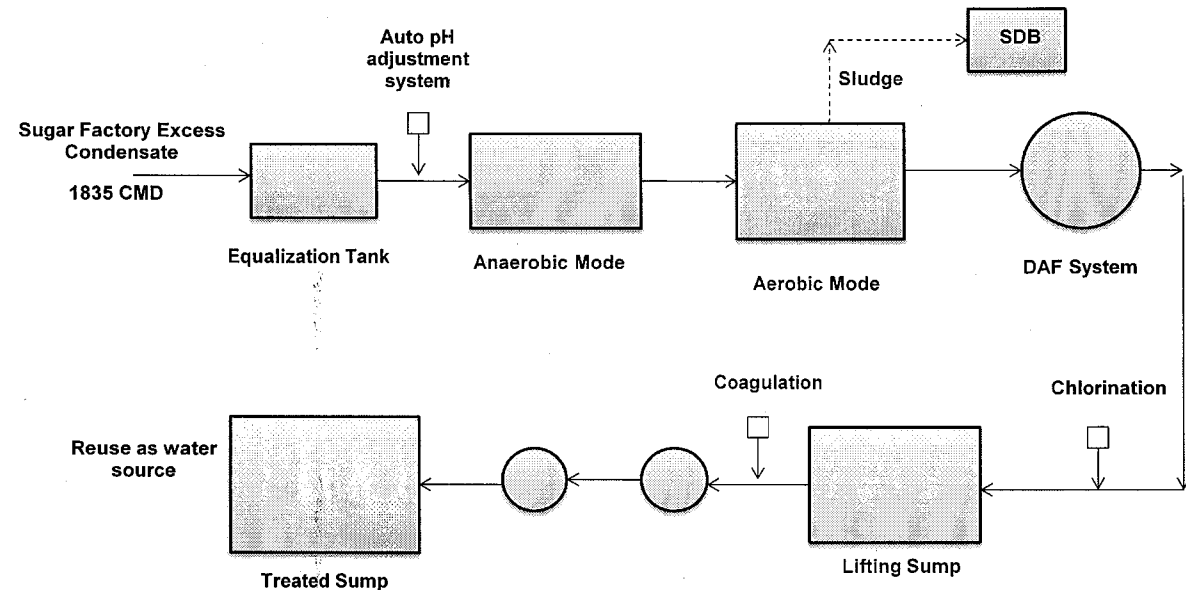 Auto pH
adjustment
system
SDB
Sludge
Sugar Factory Excess
Condensate
1835 CMD
Equalization Tank
Anaerobic Mode
Aerobic Mode
DAF System
Coagulation
Chlorination
Reuse as water
source
Treated Sump
Lifting Sump